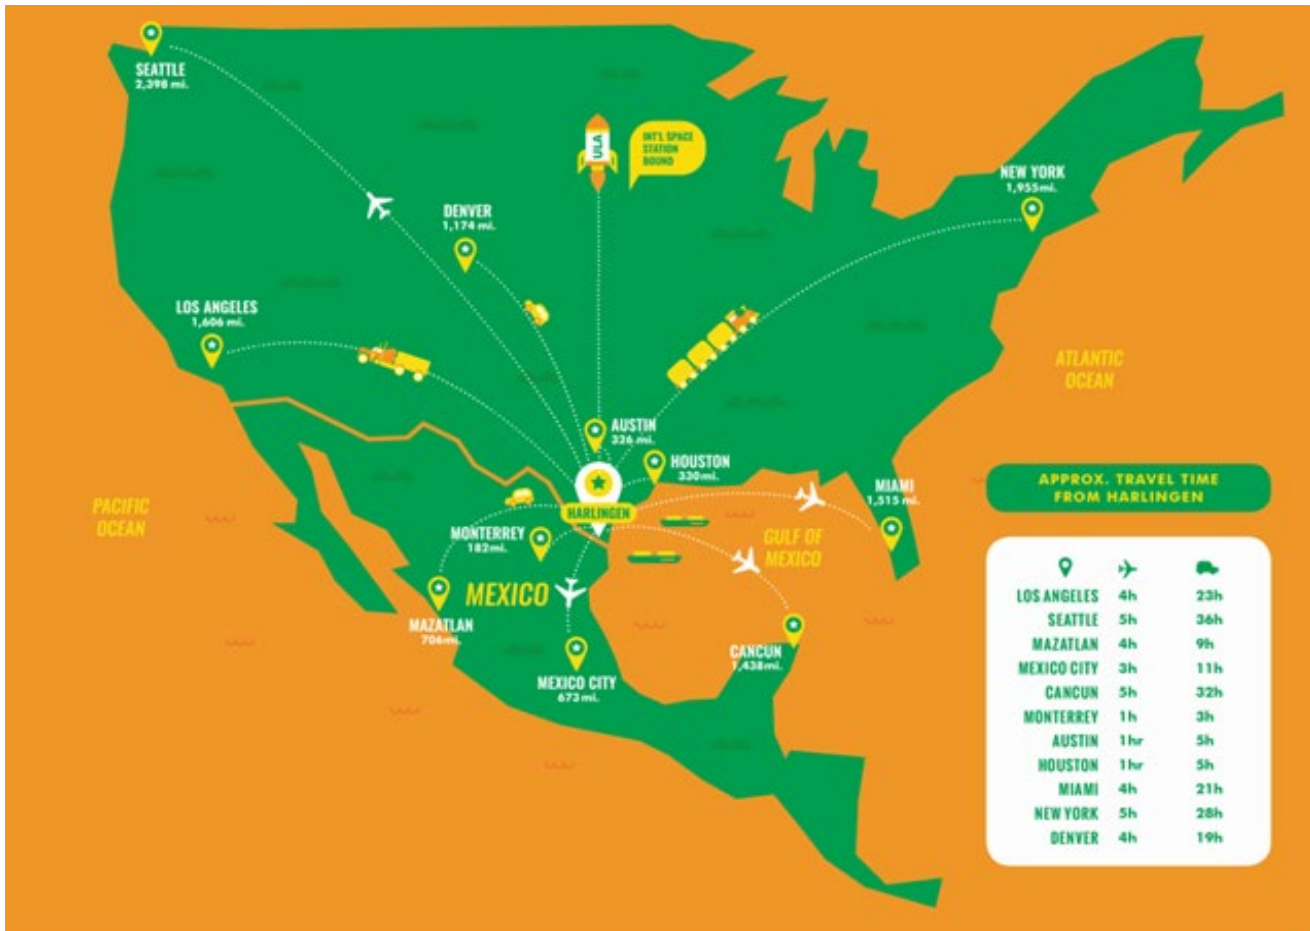 SEATTLE
2,398 mi.
ULA
INT'L SPACE
STATION
BOUND
NEW YORK
1,955mi.
DENVER
1,174 mi.
LOS ANGELES
1,606 mi.
ATLANTIC
OCEAN
AUSTIN
326 mi.
HOUSTON
330mi.
HARLINGEN
MIAMI
1,515 mi.
PACIFIC
OCEAN
MONTERREY
182mi.
GULF OF
MEXICO
MEXICO
MAZATLAN
706mi.
CANCUN
1,438mi.
MEXICO CITY
673 mi.
APPROX. TRAVEL TIME
FROM HARLINGEN
LOS ANGELES 4h 23h
SEATTLE 5h 36h
MAZATLAN 4h 9h
MEXICO CITY 3h 11h
CANCUN 5h 32h
MONTERREY 1h 3h
AUSTIN 1hr 5h
HOUSTON 1hr 5h
MIAMI 4h 21h
NEW YORK 5h 28h
DENVER 4h 19h